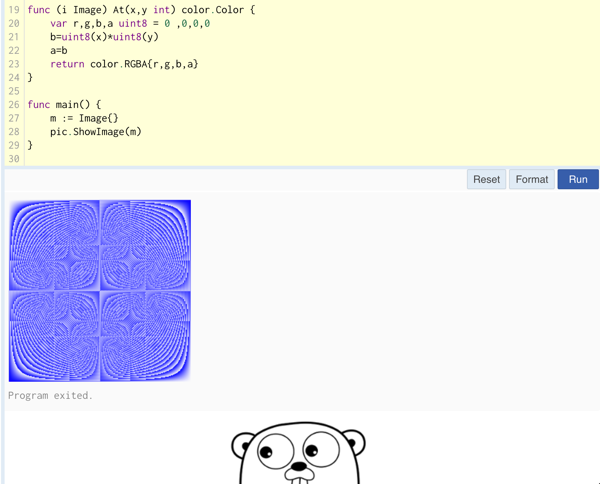 19 func (i Image) At(x,y int) color.Color {
20 var r,g,b,a uint8 = 0 ,0,0,0
21 b=uint8(x)*uint8(y)
22 a=b
23 return color.RGBA{r,g,b,a}
24 }
25
26 func main() {
27 m := Image{}
28 pic.ShowImage(m)
29 }
30
Reset Format Run
Program exited.